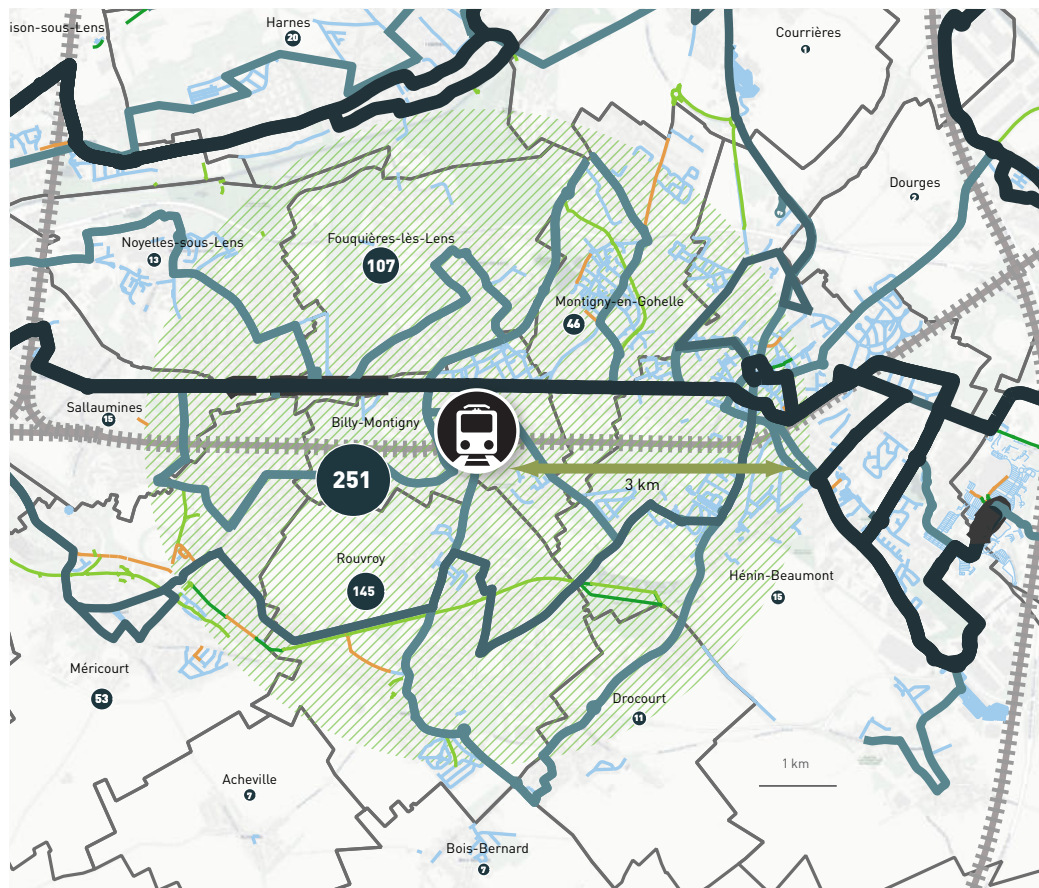 ison-sous-Lens
Harnes
20
Courrières
1
Dourges
2
Noyelles-sous-Lens
13
Fouquières-lès-Lens
107
Montigny-en-Gohelle
46
Sallaumines
15
Billy-Montigny
251
3 km
Rouvroy
145
Hénin-Beaumont
15
Méricourt
53
Drocourt
11
1 km
Acheville
7
Bois-Bernard
7